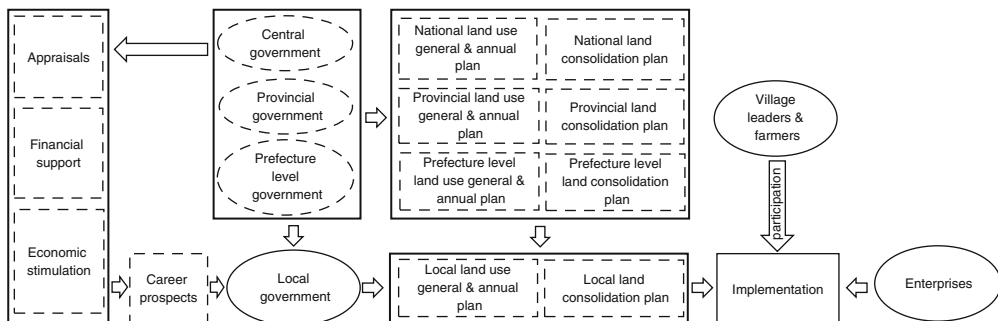 Appraisals
Financial
support
Economic
stimulation
Career
prospects
Central
government
Provincial
government
Prefecture
level
government
Local
government
National land use
general & annual
plan
National land
consolidation plan
Provincial land use
general & annual
plan
Provincial land
consolidation plan
Prefecture level
land use general &
annual plan
Prefecture level
land consolidation
plan
Local land use
general & annual
plan
Local land
consolidation plan
Village
leaders &
farmers
participation
Implementation
Enterprises